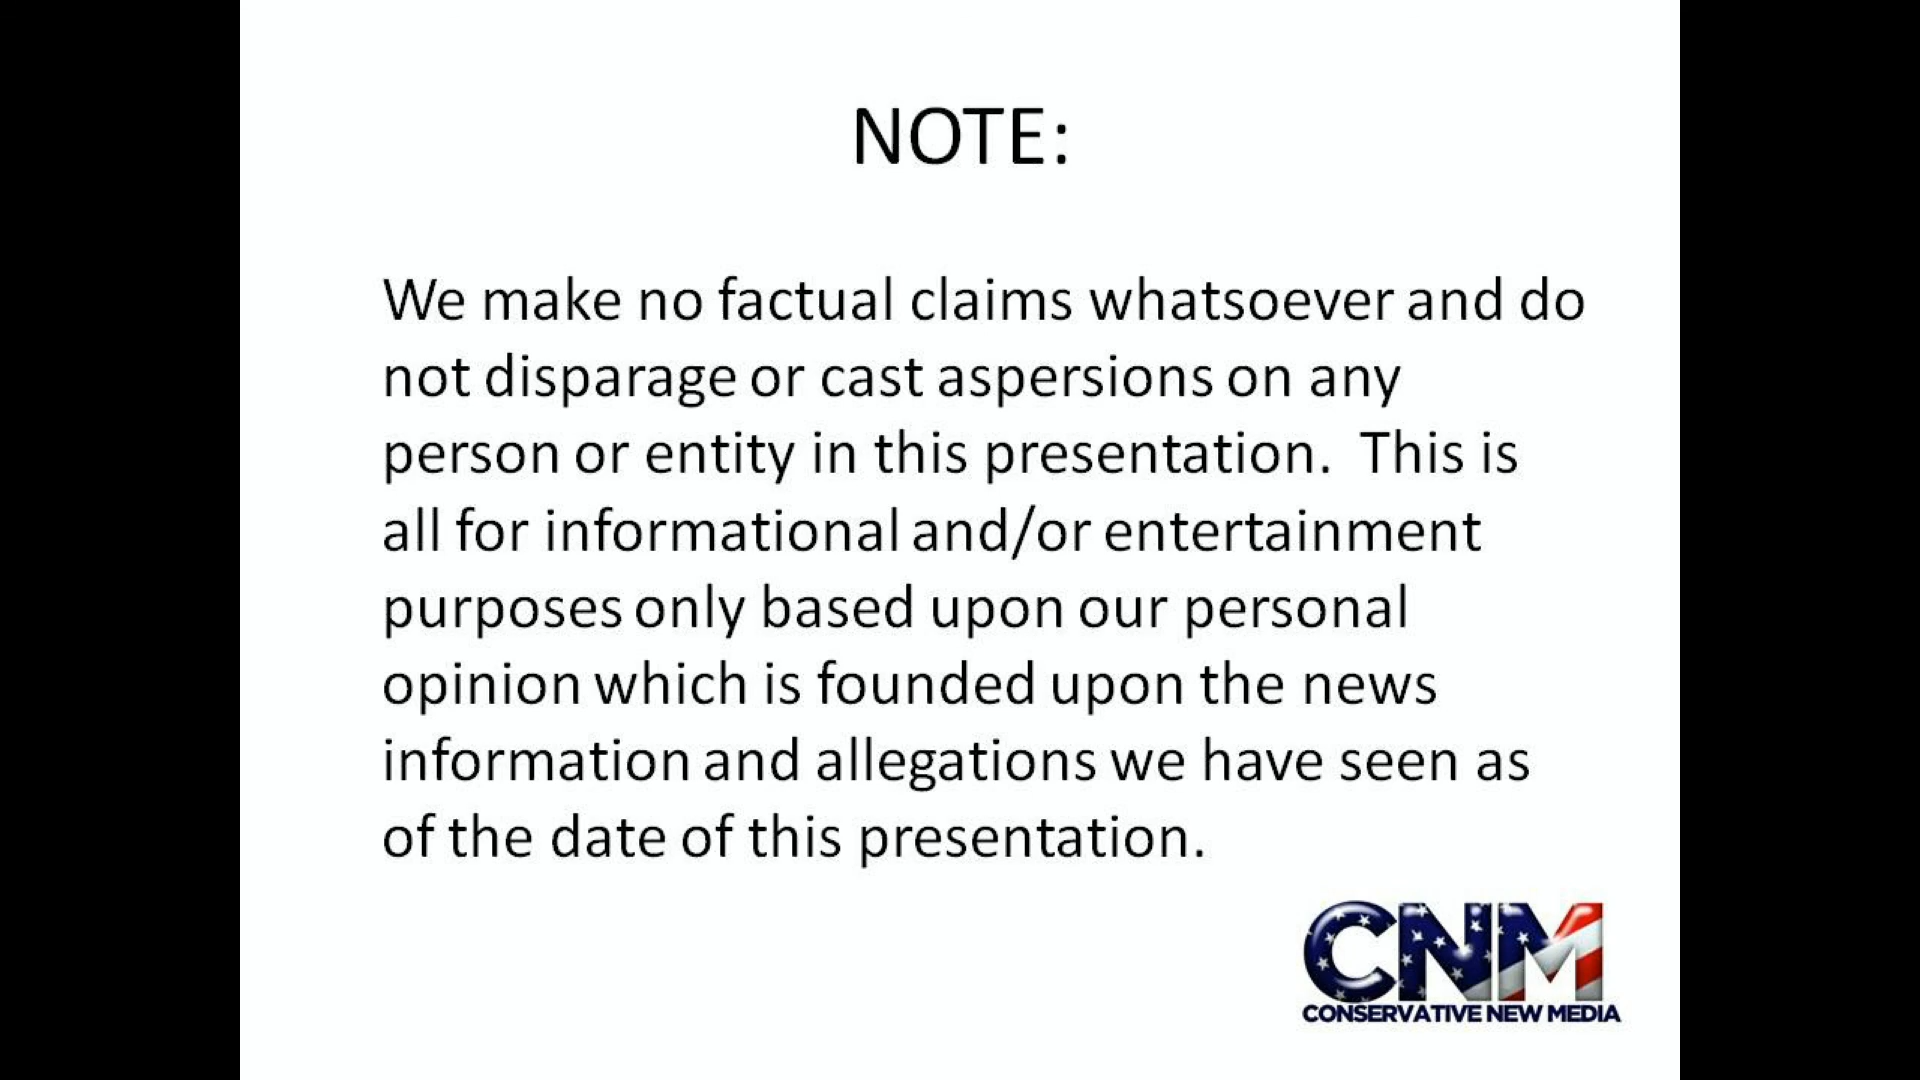 NOTE:
We make no factual claims whatsoever and do
not disparage or cast aspersions on any
person or entity in this presentation.  This is
all for informational and/or entertainment
purposes only based upon our personal
opinion which is founded upon the news
information and allegations we have seen as
of the date of this presentation.
CNM
CONSERVATIVE NEW MEDIA